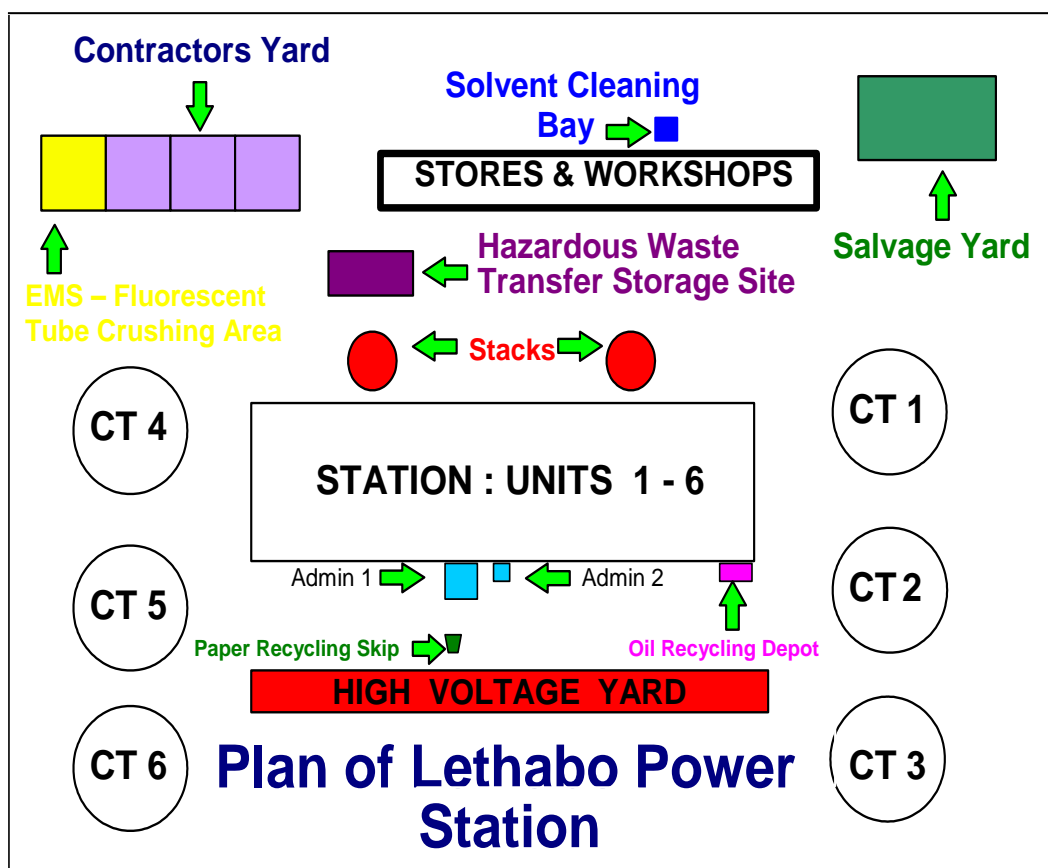 Contractors Yard
Solvent Cleaning
Bay
STORES & WORKSHOPS
Salvage Yard
Hazardous Waste
Transfer Storage Site
EMS – Fluorescent
Tube Crushing Area
Stacks
CT 4
CT 1
STATION : UNITS 1 - 6
Admin 1
Admin 2
CT 5
CT 2
Paper Recycling Skip
Oil Recycling Depot
HIGH VOLTAGE YARD
CT 6
CT 3
Plan of Lethabo Power
Station